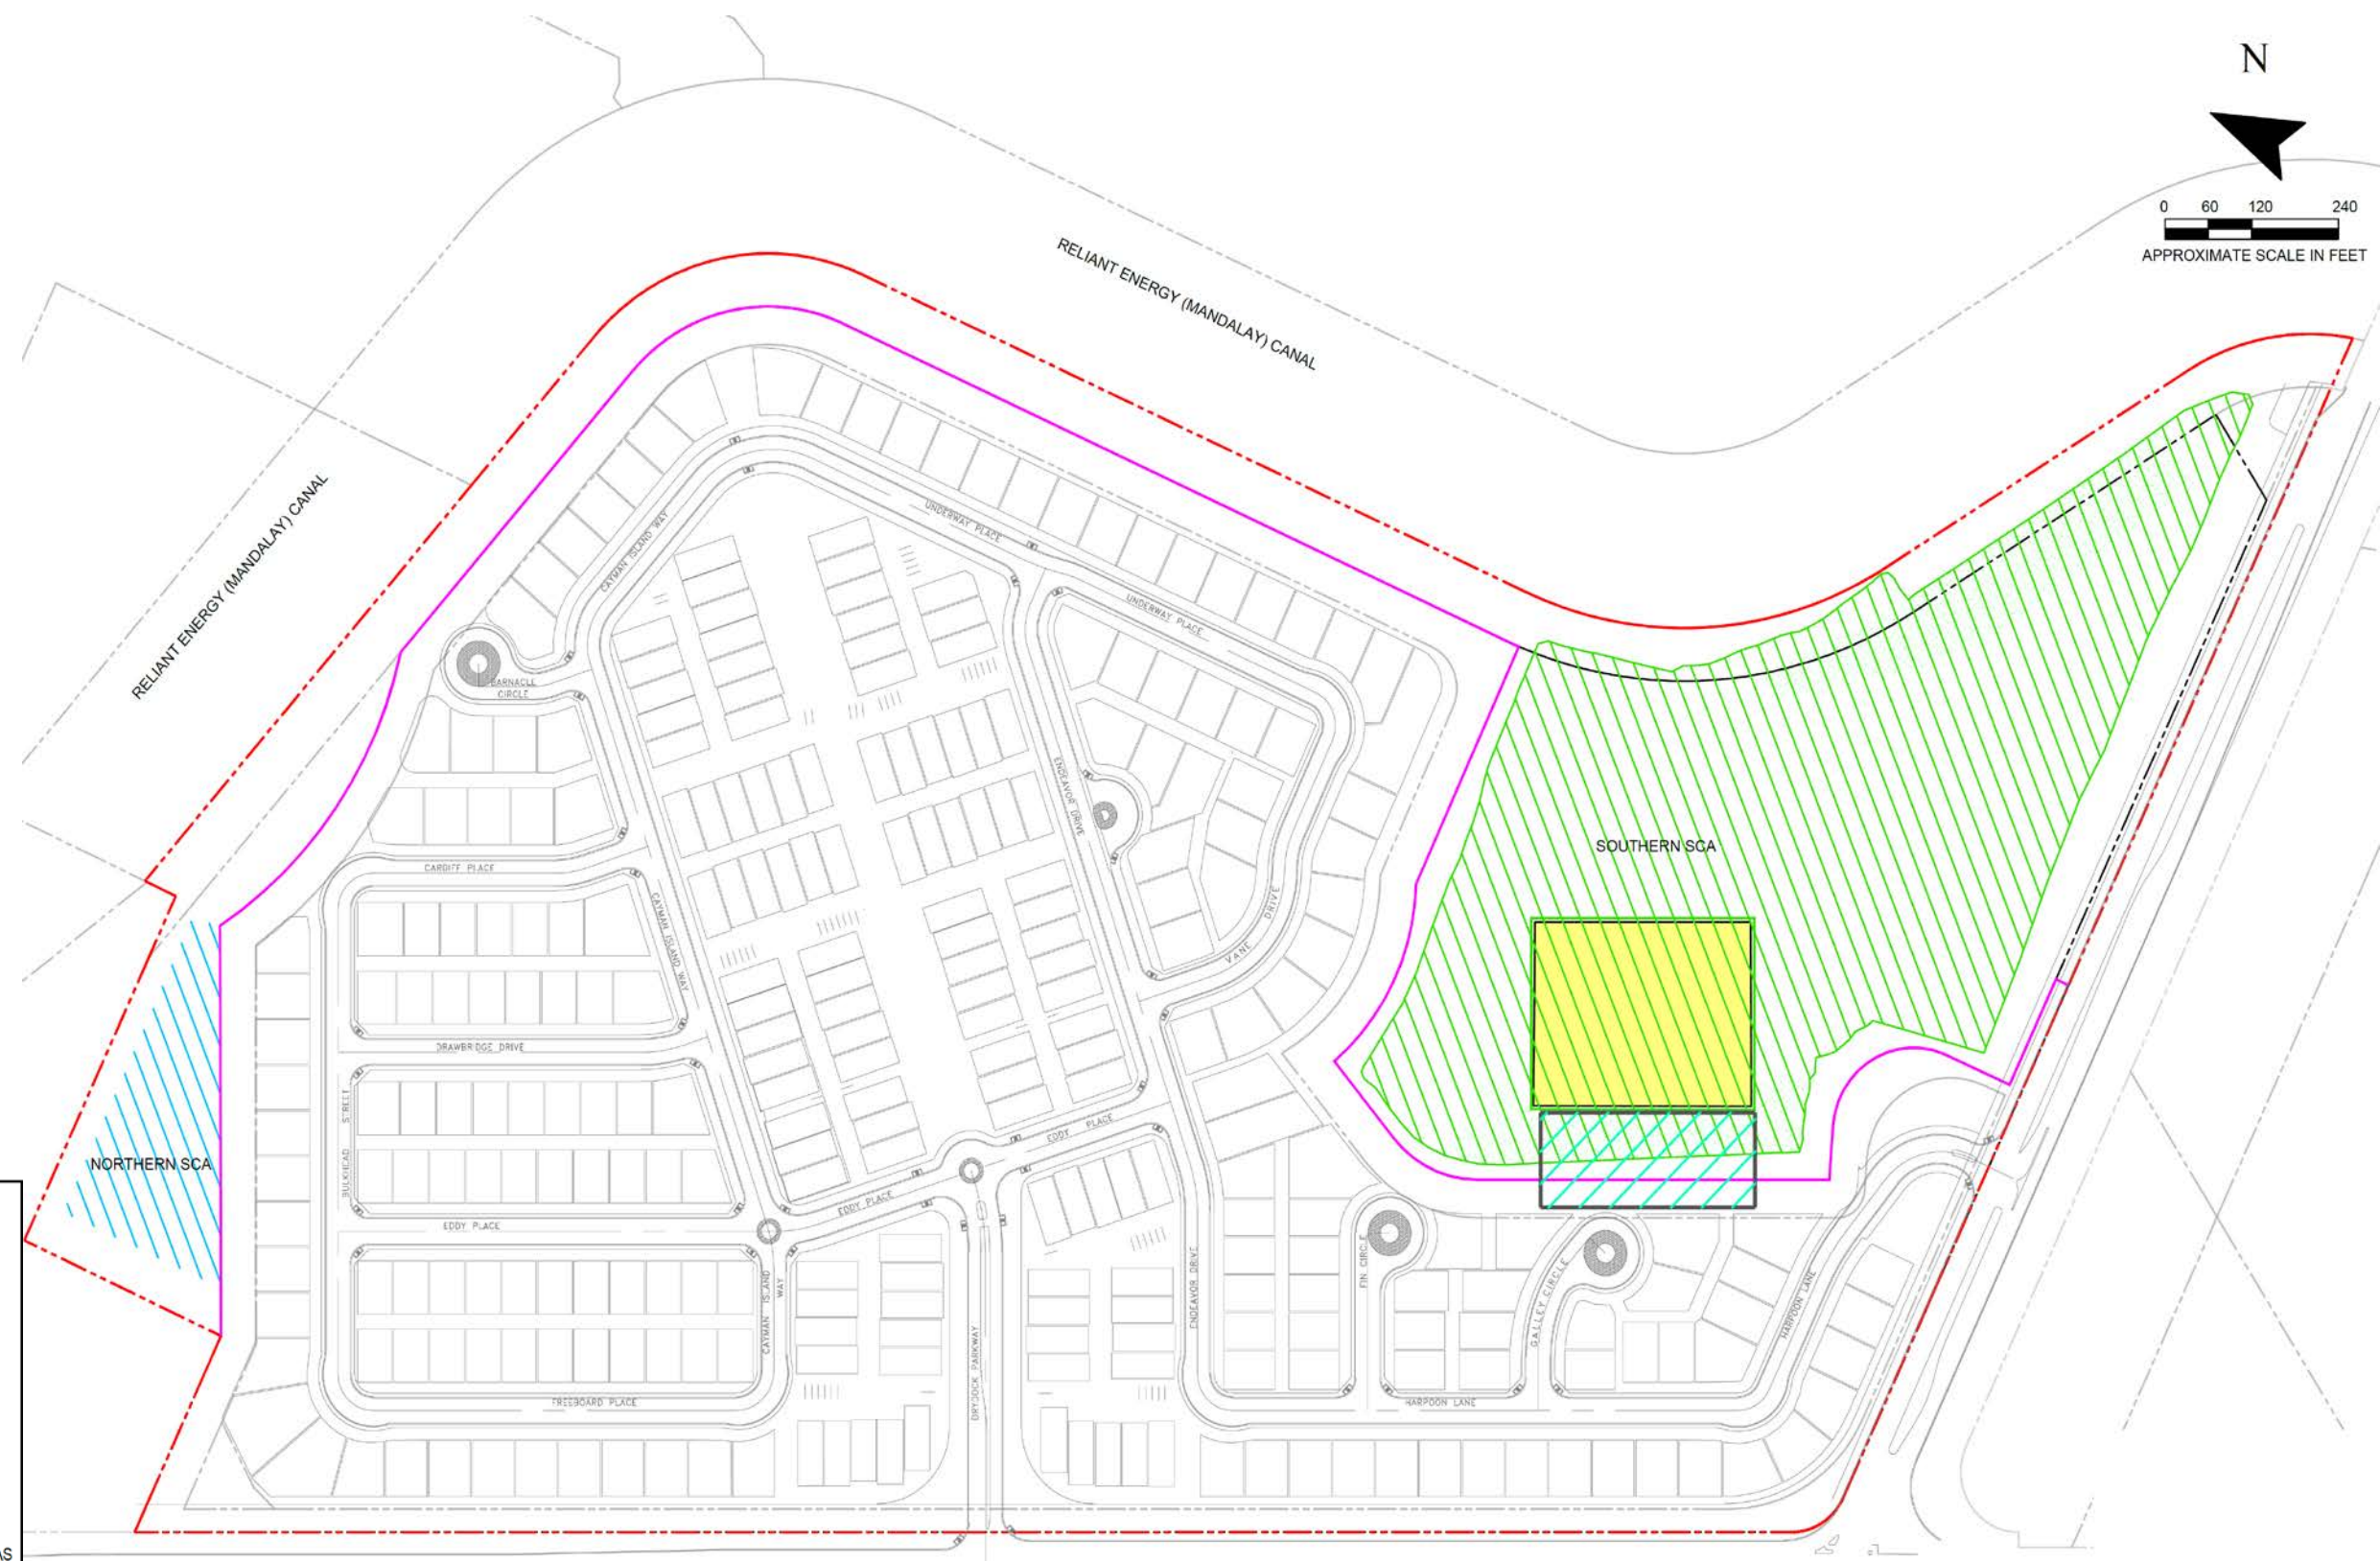 N
0 60 120 240
APPROXIMATE SCALE IN FEET
RELIANT ENERGY (MANDALAY) CANAL
RELIANT ENERGY (MANDALAY) CANAL
UNDERWAY PLACE
CAYMAN ISLAND WAY
UNDERWAY PLACE
BARNACLE
CIRCLE
ENDEAVOR DRIVE
SOUTHERN SCA
CARDIFF PLACE
CAYMAN ISLAND WAY
VANE DRIVE
DRAWBRIDGE DRIVE
BULKHEAD STREET
EDDY PLACE
NORTHERN SCA
EDDY PLACE
EDDY PLACE
FIN CIRCLE
ENDEAVOR DRIVE
GALLEY CIRCLE
HARPOON LANE
CAYMAN ISLAND
WAY
DRYDOCK PARKWAY
FREEBOARD PLACE
HARPOON LANE
AS